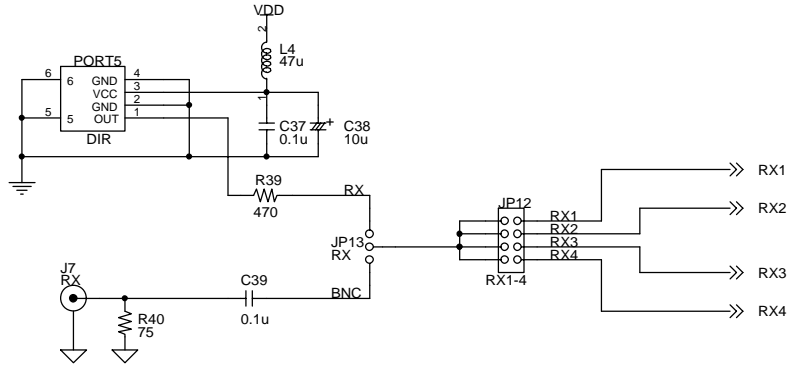 VDD
2
L4
47u
1
PORT5
6
6
GND
4
VCC
3
GND
2
5
5
OUT
1
DIR
C37
0.1u
C38
10u
+
R39
470
RX
JP13
RX
JP12
RX1
RX2
RX3
RX4
RX1-4
RX1
RX2
RX3
RX4
J7
RX
R40
75
C39
0.1u
BNC